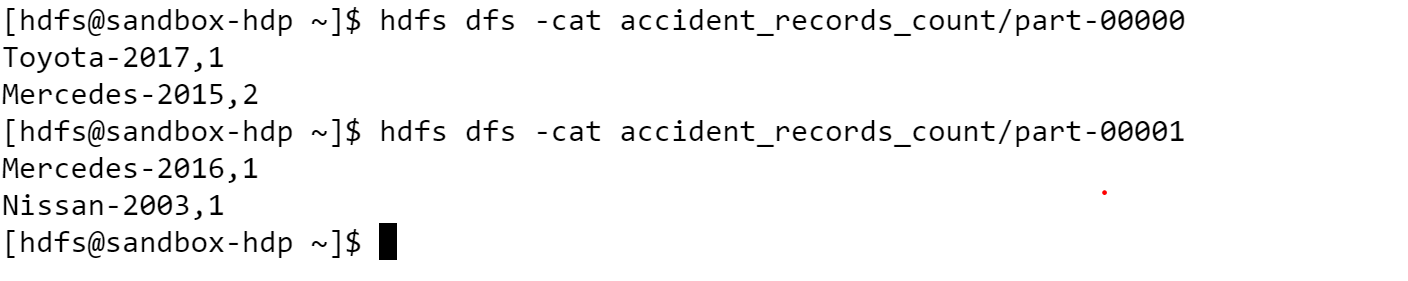 [hdfs@sandbox-hdp ~]$ hdfs dfs -cat accident_records_count/part-00000
Toyota-2017,1
Mercedes-2015,2
[hdfs@sandbox-hdp ~]$ hdfs dfs -cat accident_records_count/part-00001
Mercedes-2016,1
Nissan-2003,1
[hdfs@sandbox-hdp ~]$